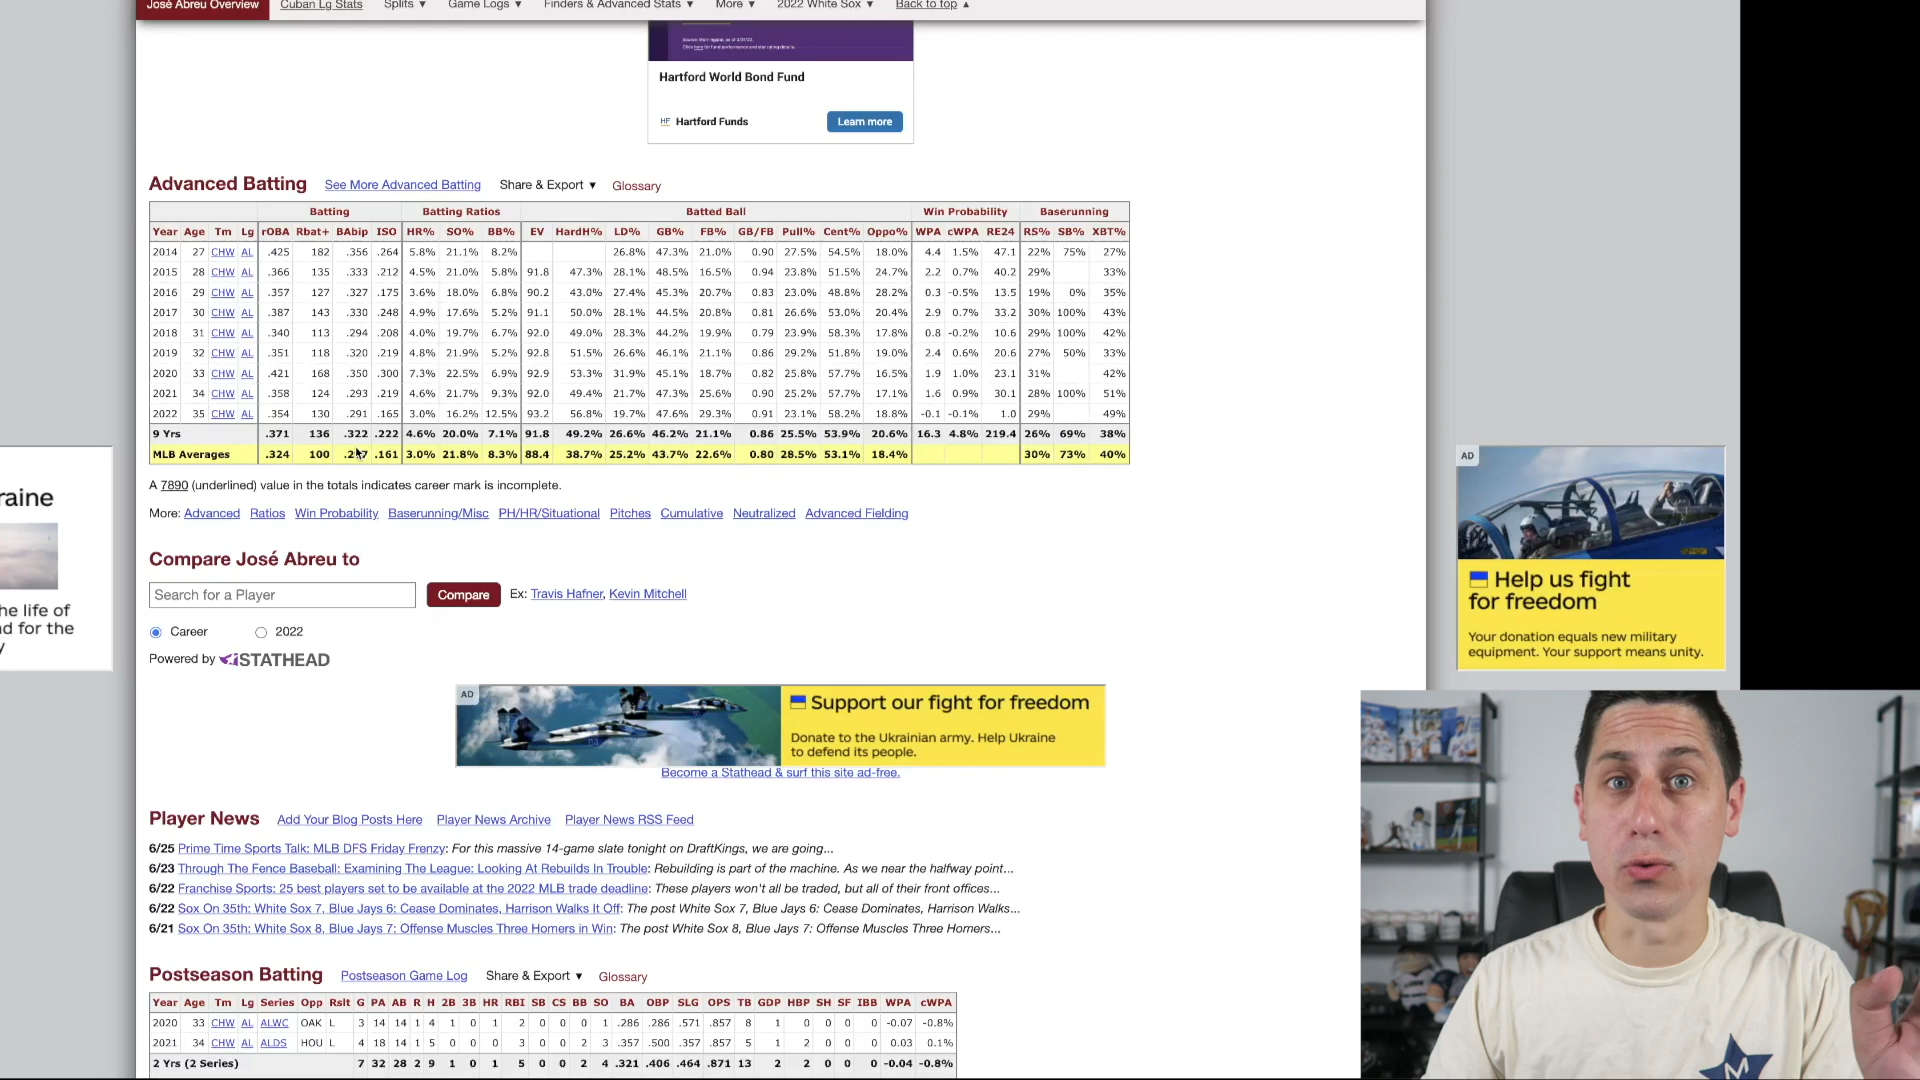 José Abreu Overview Cuban Lg Stats Splits ▼ Game Logs ▼ Finders & Advanced Stats ▼ More ▼ 2022 White Sox ▼ Back to top ▲
Hartford World Bond Fund
HF Hartford Funds Learn more
Advanced Batting See More Advanced Batting Share & Export ▼ Glossary
Batting Batting Ratios Batted Ball Win Probability Baserunning
Year Age Tm Lg rOBA Rbat+ BAbip ISO HR% SO% BB% EV HardH% LD% GB% FB% GB/FB Pull% Cent% Oppo% WPA cWPA RE24 RS% SB% XBT%
2014 27 CHW AL .425 182 .356 .264 5.8% 21.1% 8.2% 26.8% 47.3% 21.0% 0.90 27.5% 54.5% 18.0% 4.4 1.5% 47.1 22% 75% 27%
2015 28 CHW AL .366 135 .333 .212 4.5% 21.0% 5.8% 91.8 47.3% 28.1% 48.5% 16.5% 0.94 23.8% 51.5% 24.7% 2.2 0.7% 40.2 29% 33%
2016 29 CHW AL .357 127 .327 .175 3.6% 18.0% 6.8% 90.2 43.0% 27.4% 45.3% 20.7% 0.83 23.0% 48.8% 28.2% 0.3 -0.5% 13.5 19% 0% 35%
2017 30 CHW AL .387 143 .330 .248 4.9% 17.6% 5.2% 91.1 50.0% 28.1% 44.5% 20.8% 0.81 26.6% 53.0% 20.4% 2.9 0.7% 33.2 30% 100% 43%
2018 31 CHW AL .340 113 .294 .208 4.0% 19.7% 6.7% 92.0 49.0% 28.3% 44.2% 19.9% 0.79 23.9% 58.3% 17.8% 0.8 -0.2% 10.6 29% 100% 42%
2019 32 CHW AL .351 118 .320 .219 4.8% 21.9% 5.2% 92.8 51.5% 26.6% 46.1% 21.1% 0.86 29.2% 51.8% 19.0% 2.4 0.6% 20.6 27% 50% 33%
2020 33 CHW AL .421 168 .350 .300 7.3% 22.5% 6.9% 92.9 53.3% 31.9% 45.1% 18.7% 0.82 25.8% 57.7% 16.5% 1.9 1.0% 23.1 31% 42%
2021 34 CHW AL .358 124 .293 .219 4.6% 21.7% 9.3% 92.0 49.4% 21.7% 47.3% 25.6% 0.90 25.2% 57.7% 17.1% 1.6 0.9% 30.1 28% 100% 51%
2022 35 CHW AL .354 130 .291 .165 3.0% 16.2% 12.5% 93.2 56.8% 19.7% 47.6% 29.3% 0.91 23.1% 58.2% 18.8% -0.1 -0.1% 1.0 29% 49%
9 Yrs .371 136 .322 .222 4.6% 20.0% 7.1% 91.8 49.2% 26.6% 46.2% 21.1% 0.86 25.5% 53.9% 20.6% 16.3 4.8% 219.4 26% 69% 38%
MLB Averages .324 100 .161 3.0% 21.8% 8.3% 88.4 38.7% 25.2% 43.7% 22.6% 0.80 28.5% 53.1% 18.4% 30% 73% 40%
A 7890 (underlined) value in the totals indicates career mark is incomplete.
More: Advanced Ratios Win Probability Baserunning/Misc PH/HR/Situational Pitches Cumulative Neutralized Advanced Fielding
Compare José Abreu to
Search for a Player Compare Ex: Travis Hafner, Kevin Mitchell
Career 2022
Powered by STATHEAD
AD
Support our fight for freedom
Donate to the Ukrainian army. Help Ukraine
to defend its people.
Become a Stathead & surf this site ad-free.
Player News Add Your Blog Posts Here Player News Archive Player News RSS Feed
6/25 Prime Time Sports Talk: MLB DFS Friday Frenzy: For this massive 14-game slate tonight on DraftKings, we are going...
6/23 Through The Fence Baseball: Examining The League: Looking At Rebuilds In Trouble: Rebuilding is part of the machine. As we near the halfway point...
6/22 Franchise Sports: 25 best players set to be available at the 2022 MLB trade deadline: These players won't all be traded, but all of their front offices...
6/22 Sox On 35th: White Sox 7, Blue Jays 6: Cease Dominates, Harrison Walks It Off: The post White Sox 7, Blue Jays 6: Cease Dominates, Harrison Walks...
6/21 Sox On 35th: White Sox 8, Blue Jays 7: Offense Muscles Three Homers in Win: The post White Sox 8, Blue Jays 7: Offense Muscles Three Homers...
Postseason Batting Postseason Game Log Share & Export ▼ Glossary
Year Age Tm Lg Series Opp Rslt G PA AB R H 2B 3B HR RBI SB CS BB SO BA OBP SLG OPS TB GDP HBP SH SF IBB WPA cWPA
2020 33 CHW AL ALWC OAK L 3 14 14 1 4 1 0 1 2 0 0 0 1 .286 .286 .571 .857 8 1 0 0 0 0 -0.07 -0.8%
2021 34 CHW AL ALDS HOU L 4 18 14 1 5 0 0 0 3 0 0 2 3 .357 .500 .357 .857 5 1 2 0 0 0 0.03 0.1%
2 Yrs (2 Series) 7 32 28 2 9 1 0 1 5 0 0 2 4 .321 .406 .464 .871 13 2 2 0 0 0 -0.04 -0.8%
raine
he life of
d for the
y
AD
Help us fight
for freedom
Your donation equals new military
equipment. Your support means unity.
M